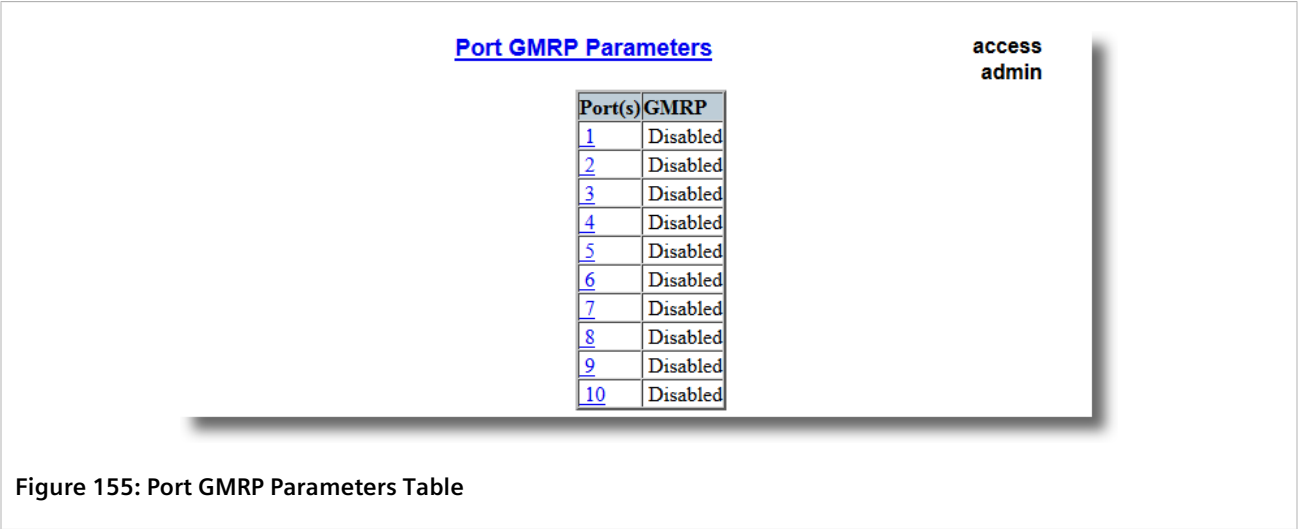 Port GMRP Parameters
access
admin
Port(s) GMRP
1 Disabled
2 Disabled
3 Disabled
4 Disabled
5 Disabled
6 Disabled
7 Disabled
8 Disabled
9 Disabled
10 Disabled
Figure 155: Port GMRP Parameters Table